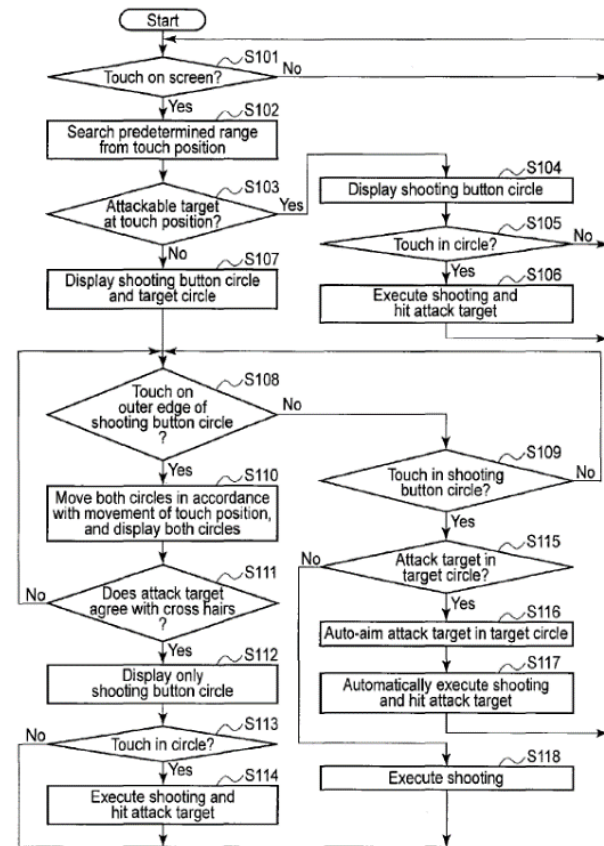 Start
S101
Touch on screen?
No
Yes
S102
Search predetermined range
from touch position
S103
Attackable target
at touch position?
Yes
No
S104
Display shooting button circle
S105
Touch in circle?
No
Yes
S106
Execute shooting and
hit attack target
S107
Display shooting button circle
and target circle
S108
Touch on
outer edge of
shooting button circle
?
No
Yes
S109
Touch in shooting
button circle?
No
Yes
S110
Move both circles in accordance
with movement of touch position,
and display both circles
S111
Does attack target
agree with cross hairs
?
No
Yes
S112
Display only
shooting button circle
S113
Touch in circle?
No
Yes
S114
Execute shooting and
hit attack target
S115
Attack target in
target circle?
No
Yes
S116
Auto-aim attack target in target circle
S117
Automatically execute shooting
and hit attack target
S118
Execute shooting